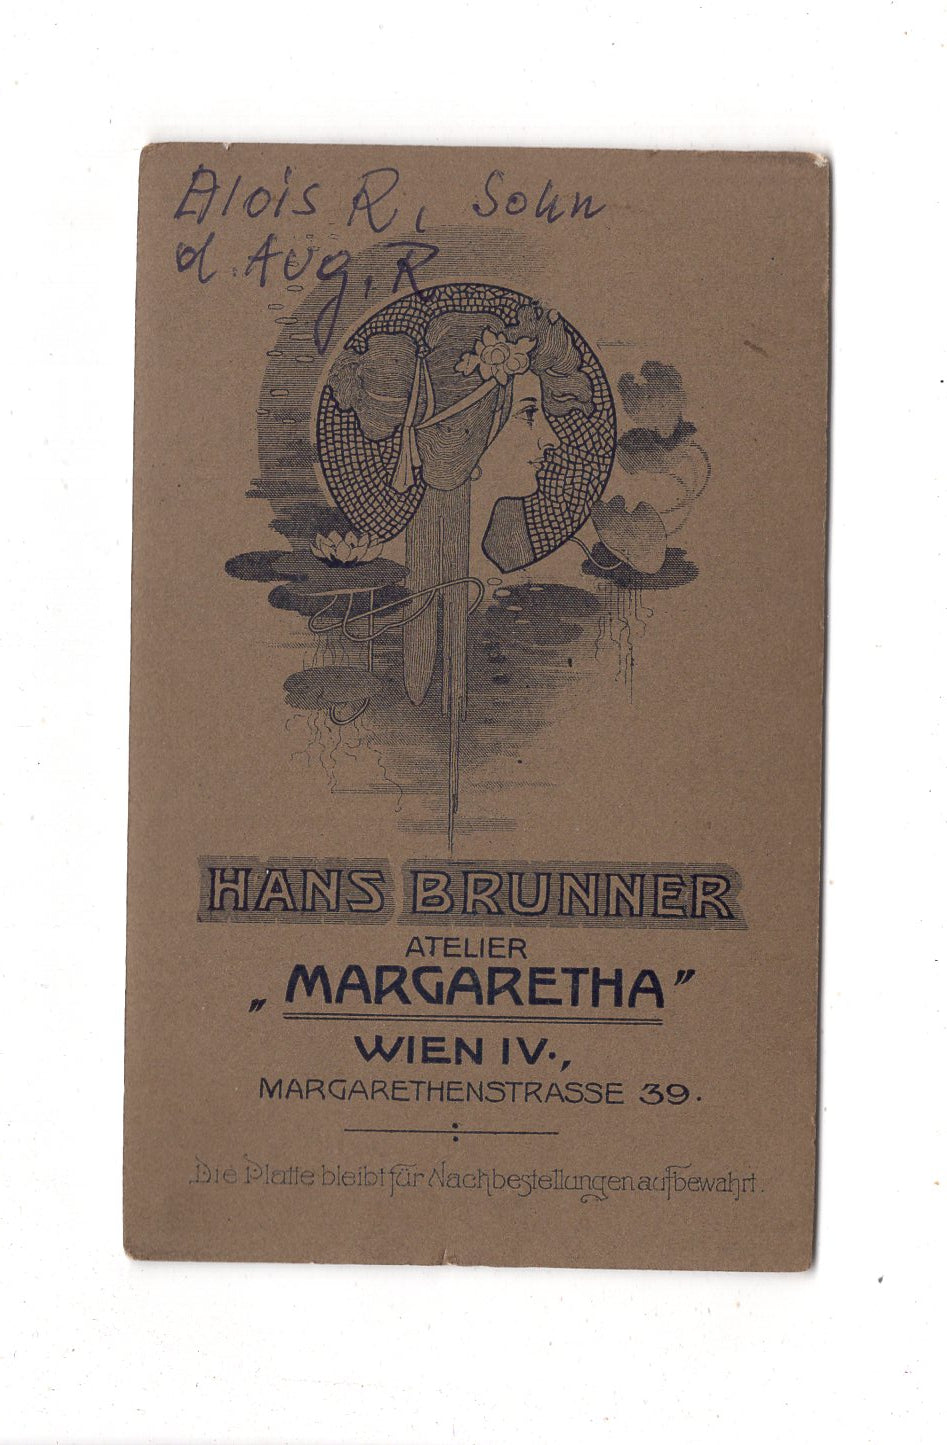 Alois R, Sohn
d. Aug. R
HANS BRUNNER
ATELIER
„MARGARETHA”
WIEN IV.,
MARGARETHENSTRASSE 39.
Die Platte bleibt für Nachbestellungen aufbewahrt.